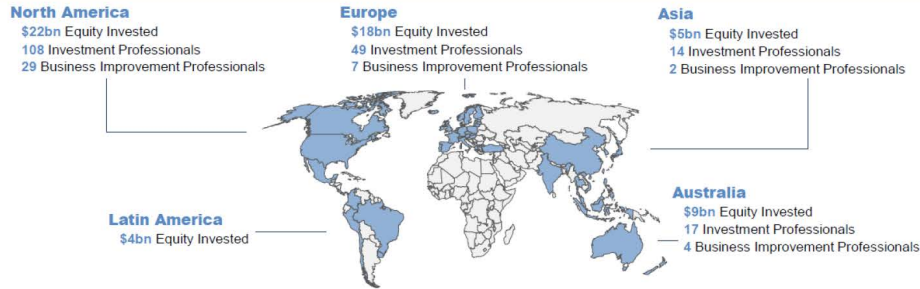 North America
$22bn Equity Invested
108 Investment Professionals
29 Business Improvement Professionals
Europe
$18bn Equity Invested
49 Investment Professionals
7 Business Improvement Professionals
Asia
$5bn Equity Invested
14 Investment Professionals
2 Business Improvement Professionals
Latin America
$4bn Equity Invested
Australia
$9bn Equity Invested
17 Investment Professionals
4 Business Improvement Professionals